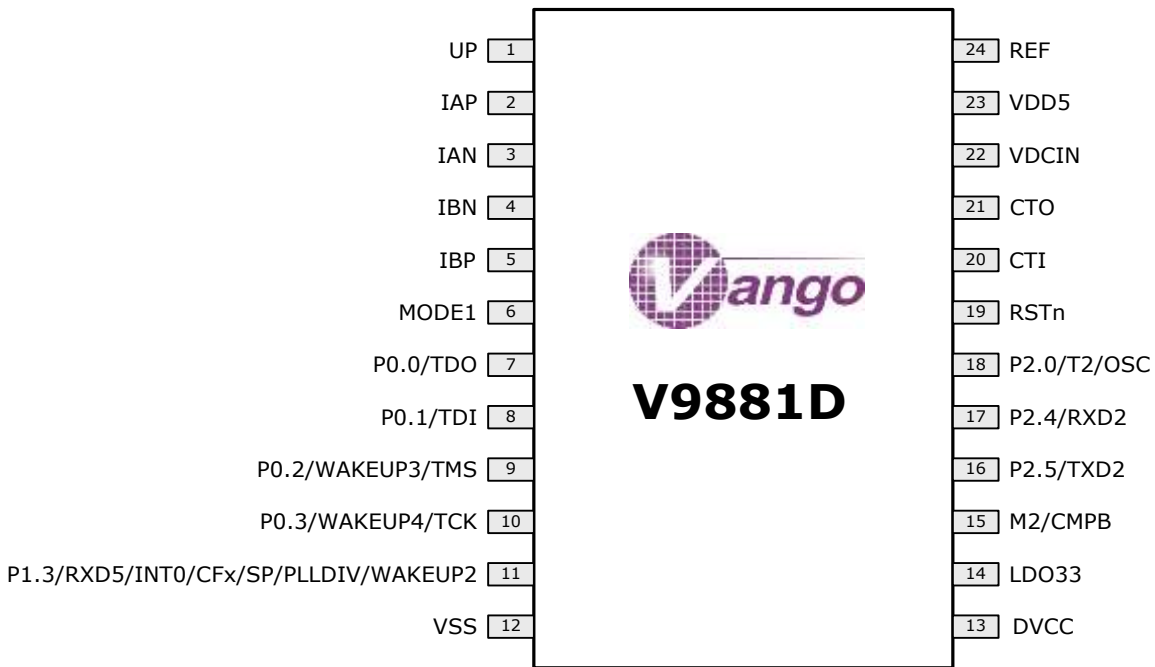 UP 1
24 REF
IAP 2
23 VDD5
IAN 3
22 VDCIN
IBN 4
21 CTO
IBP 5
20 CTI
MODE1 6
19 RSTn
P0.0/TDO 7
18 P2.0/T2/OSC
P0.1/TDI 8
17 P2.4/RXD2
P0.2/WAKEUP3/TMS 9
16 P2.5/TXD2
P0.3/WAKEUP4/TCK 10
15 M2/CMPB
P1.3/RXD5/INT0/CFx/SP/PLLDIV/WAKEUP2 11
14 LDO33
VSS 12
13 DVCC
Vango
V9881D